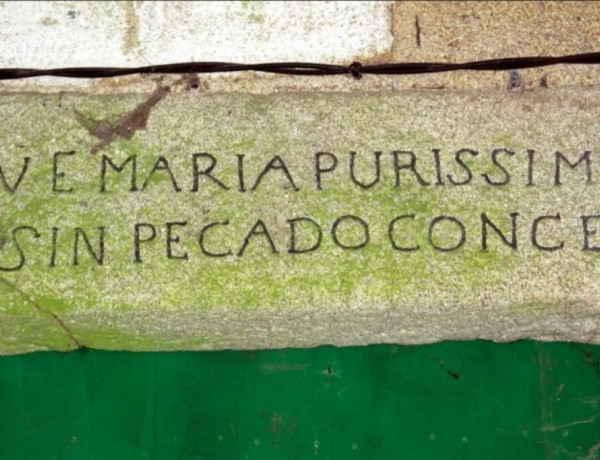 VE MARIA PURISSIM
SIN PECADO CONCE